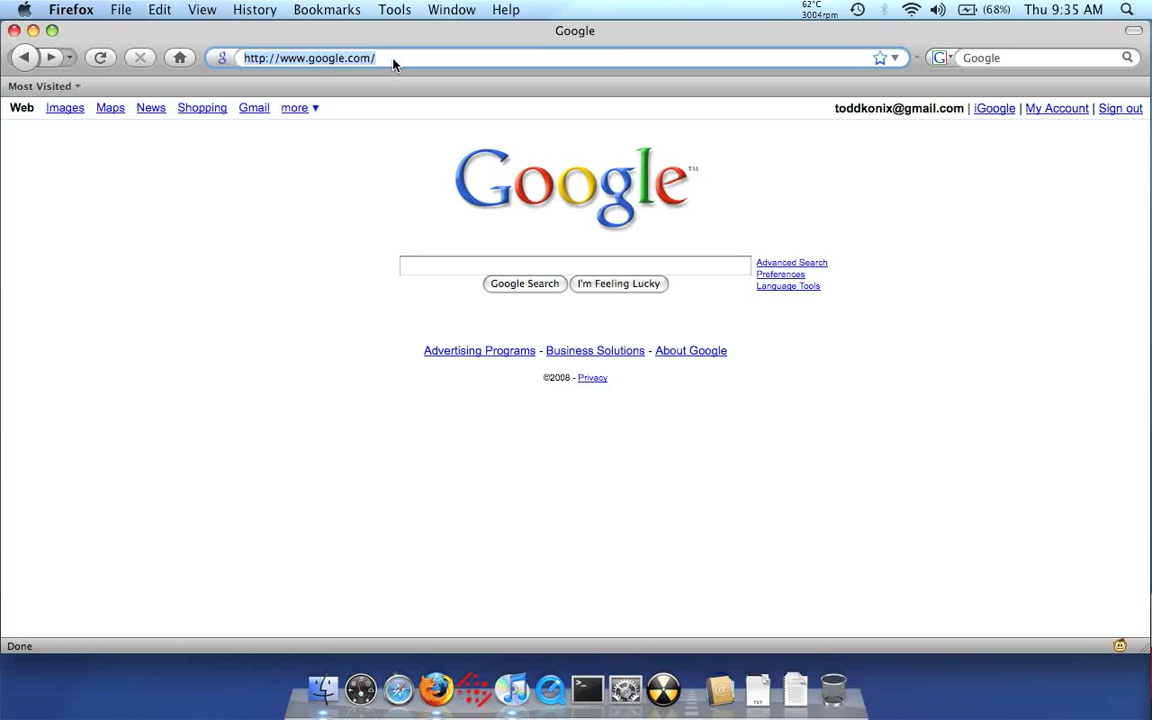 Firefox File Edit View History Bookmarks Tools Window Help 62°C 3004rpm (68%) Thu 9:35 AM
Google
http://www.google.com/ G Google
Most Visited
Web Images Maps News Shopping Gmail more ▼ toddkonix@gmail.com | iGoogle | My Account | Sign out
Google™
Advanced Search
Preferences
Language Tools
Google Search I'm Feeling Lucky
Advertising Programs - Business Solutions - About Google
©2008 - Privacy
Done
TXT